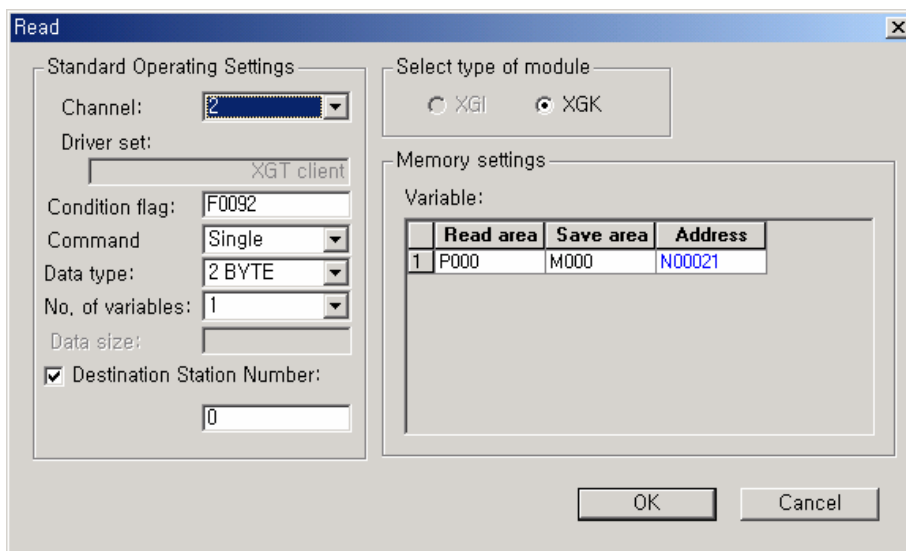 Read
Standard Operating Settings
Channel: 2
Driver set:
XGT client
Condition flag: F0092
Command Single
Data type: 2 BYTE
No. of variables: 1
Data size:
Destination Station Number:
0
Select type of module
XGI XGK
Memory settings
Variable:
Read area Save area Address
1 P000 M000 N00021
OK Cancel